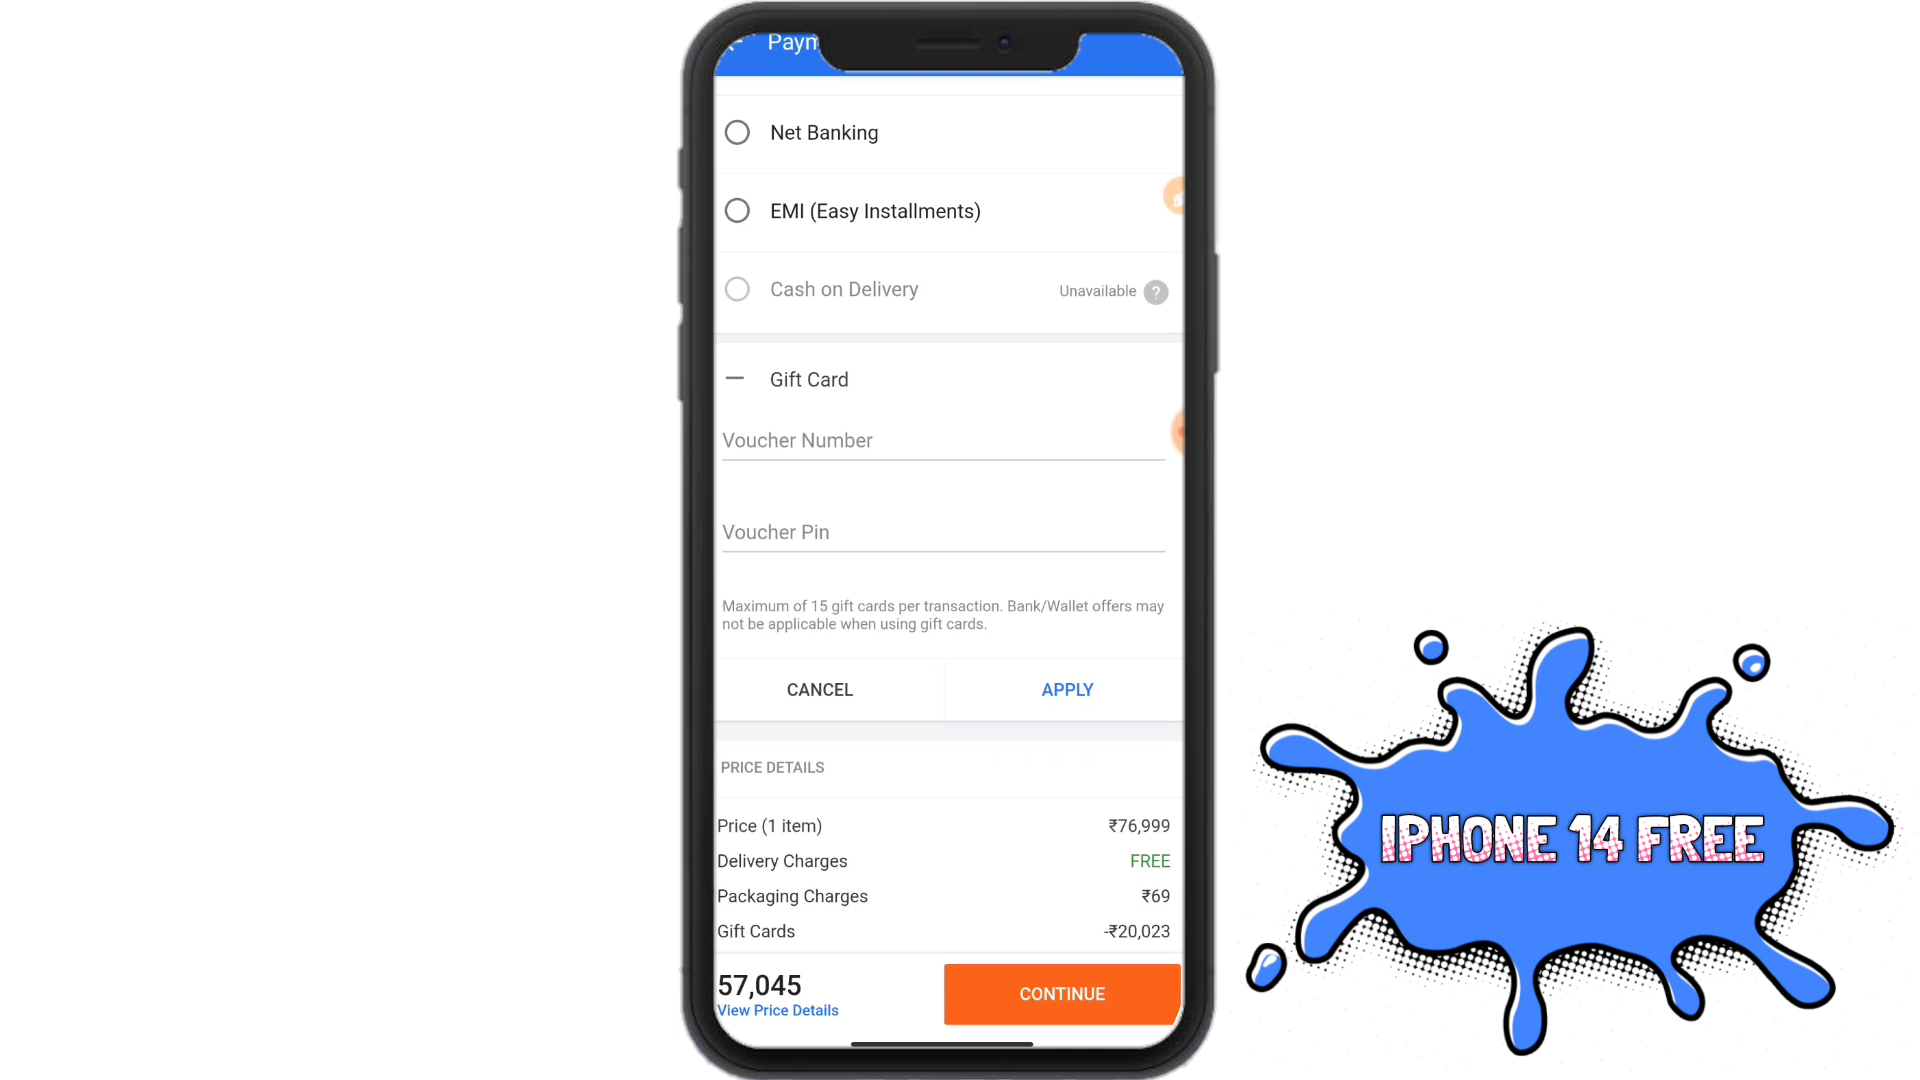 Paym
Net Banking
EMI (Easy Installments)
Cash on Delivery Unavailable ?
Gift Card
Voucher Number
Voucher Pin
Maximum of 15 gift cards per transaction. Bank/Wallet offers may
not be applicable when using gift cards.
CANCEL APPLY
PRICE DETAILS
Price (1 item) ₹76,999
Delivery Charges FREE
Packaging Charges ₹69
Gift Cards -₹20,023
57,045
View Price Details
CONTINUE
IPHONE 14 FREE